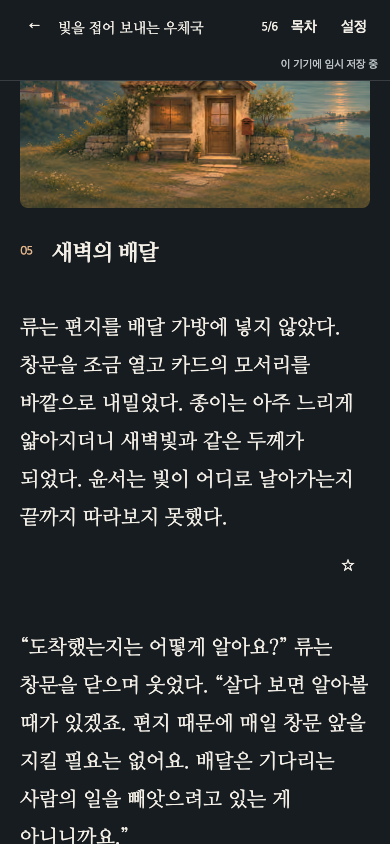 ← 빛을 접어 보내는 우체국 5/6 목차 설정
이 기기에 임시 저장 중
05 새벽의 배달
류는 편지를 배달 가방에 넣지 않았다.
창문을 조금 열고 카드의 모서리를
바깥으로 내밀었다. 종이는 아주 느리게
얇아지더니 새벽빛과 같은 두께가
되었다. 윤서는 빛이 어디로 날아가는지
끝까지 따라보지 못했다.
☆
“도착했는지는 어떻게 알아요?” 류는
창문을 닫으며 웃었다. “살다 보면 알아볼
때가 있겠죠. 편지 때문에 매일 창문 앞을
지킬 필요는 없어요. 배달은 기다리는
사람의 일을 빼앗으려고 있는 게
아니니까요.”